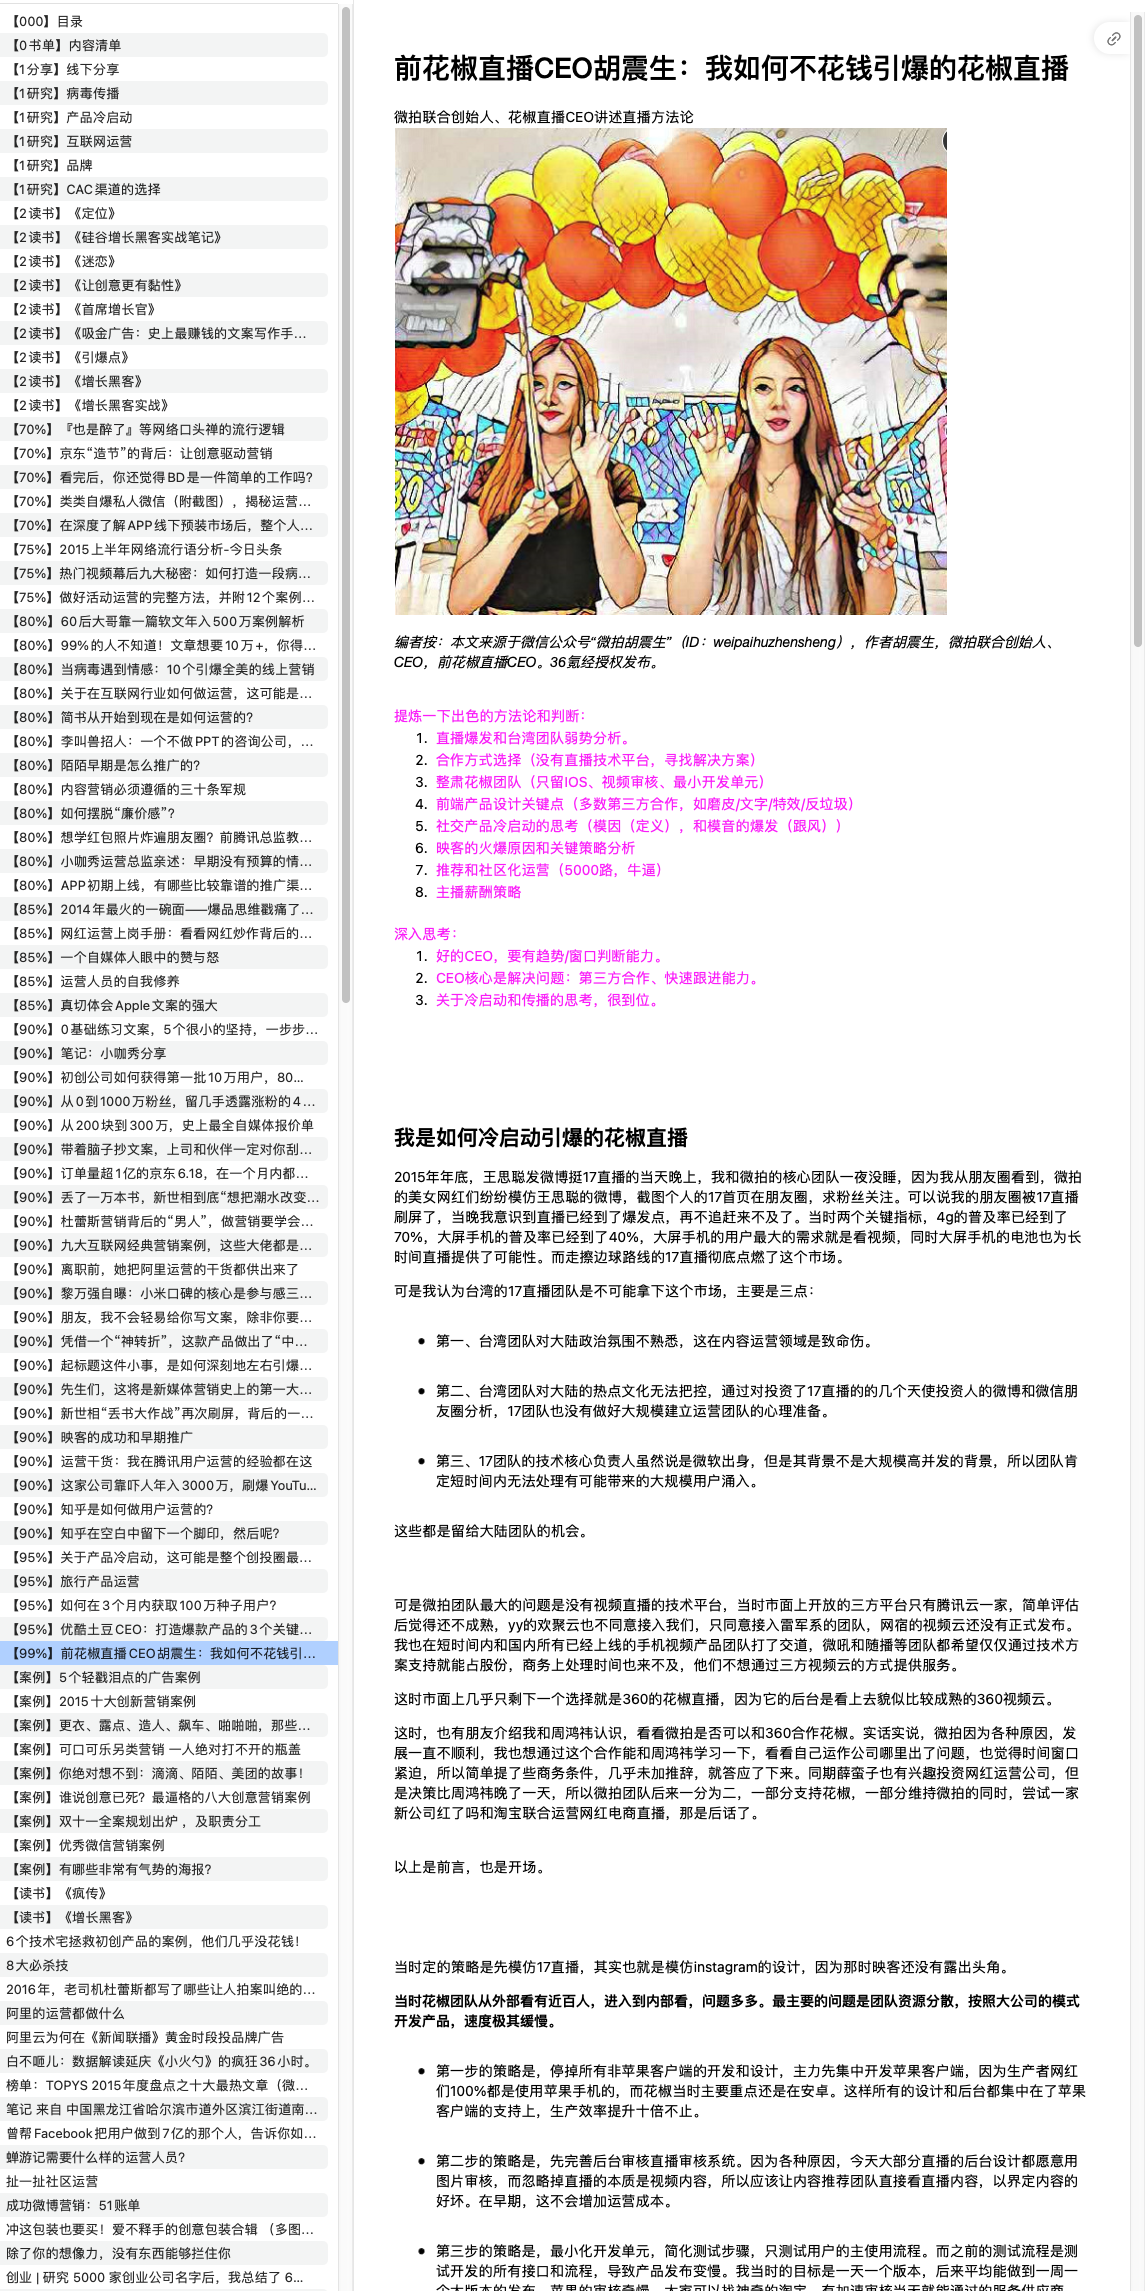 【000】目录
【0书单】内容清单
【1分享】线下分享
【1研究】病毒传播
【1研究】产品冷启动
【1研究】互联网运营
【1研究】品牌
【1研究】CAC渠道的选择
【2读书】《定位》
【2读书】《硅谷增长黑客实战笔记》
【2读书】《迷恋》
【2读书】《让创意更有黏性》
【2读书】《首席增长官》
【2读书】《吸金广告：史上最赚钱的文案写作手...
【2读书】《引爆点》
【2读书】《增长黑客》
【2读书】《增长黑客实战》
【70%】『也是醉了』等网络口头禅的流行逻辑
【70%】京东“造节”的背后：让创意驱动营销
【70%】看完后，你还觉得BD是一件简单的工作吗?
【70%】类类自爆私人微信（附截图），揭秘运营...
【70%】在深度了解APP线下预装市场后，整个人...
【75%】2015上半年网络流行语分析-今日头条
【75%】热门视频幕后九大秘密：如何打造一段病...
【75%】做好活动运营的完整方法，并附12个案例...
【80%】60后大哥靠一篇软文年入500万案例解析
【80%】99%的人不知道！文章想要10万+，你得...
【80%】当病毒遇到情感：10个引爆全美的线上营销
【80%】关于在互联网行业如何做运营，这可能是...
【80%】简书从开始到现在是如何运营的?
【80%】李叫兽招人：一个不做PPT的咨询公司，...
【80%】陌陌早期是怎么推广的?
【80%】内容营销必须遵循的三十条军规
【80%】如何摆脱“廉价感”?
【80%】想学红包照片炸遍朋友圈？前腾讯总监教...
【80%】小咖秀运营总监亲述：早期没有预算的情...
【80%】APP初期上线，有哪些比较靠谱的推广渠...
【85%】2014年最火的一碗面——爆品思维戳痛了...
【85%】网红运营上岗手册：看看网红炒作背后的...
【85%】一个自媒体人眼中的赞与怒
【85%】运营人员的自我修养
【85%】真切体会Apple文案的强大
【90%】0基础练习文案，5个很小的坚持，一步步...
【90%】笔记：小咖秀分享
【90%】初创公司如何获得第一批10万用户，80...
【90%】从0到1000万粉丝，留几手透露涨粉的4...
【90%】从200块到300万，史上最全自媒体报价单
【90%】带着脑子抄文案，上司和伙伴一定对你刮...
【90%】订单量超1亿的京东6.18，在一个月内都...
【90%】丢了一万本书，新世相到底“想把潮水改变...
【90%】杜蕾斯营销背后的“男人”，做营销要学会...
【90%】九大互联网经典营销案例，这些大佬都是...
【90%】离职前，她把阿里运营的干货都供出来了
【90%】黎万强自曝：小米口碑的核心是参与感三...
【90%】朋友，我不会轻易给你写文案，除非你要...
【90%】凭借一个“神转折”，这款产品做出了“中...
【90%】起标题这件小事，是如何深刻地左右引爆...
【90%】先生们，这将是新媒体营销史上的第一大...
【90%】新世相“丢书大作战”再次刷屏，背后的一...
【90%】映客的成功和早期推广
【90%】运营干货：我在腾讯用户运营的经验都在这
【90%】这家公司靠吓人年入3000万，刷爆YouTu...
【90%】知乎是如何做用户运营的?
【90%】知乎在空白中留下一个脚印，然后呢?
【95%】关于产品冷启动，这可能是整个创投圈最...
【95%】旅行产品运营
【95%】如何在3个月内获取100万种子用户?
【95%】优酷土豆CEO：打造爆款产品的3个关键...
【99%】前花椒直播CEO胡震生：我如何不花钱引...
【案例】5个轻戳泪点的广告案例
【案例】2015十大创新营销案例
【案例】更衣、露点、造人、飙车、啪啪啪，那些...
【案例】可口可乐另类营销 一人绝对打不开的瓶盖
【案例】你绝对想不到：滴滴、陌陌、美团的故事！
【案例】谁说创意已死？最逼格的八大创意营销案例
【案例】双十一全案规划出炉 ，及职责分工
【案例】优秀微信营销案例
【案例】有哪些非常有气势的海报?
【读书】《疯传》
【读书】《增长黑客》
6个技术宅拯救初创产品的案例，他们几乎没花钱！
8大必杀技
2016年，老司机杜蕾斯都写了哪些让人拍案叫绝的...
阿里的运营都做什么
阿里云为何在《新闻联播》黄金时段投品牌广告
白不咂儿：数据解读延庆《小火勺》的疯狂36小时。
榜单：TOPYS 2015年度盘点之十大最热文章（微...
笔记 来自 中国黑龙江省哈尔滨市道外区滨江街道南...
曾帮Facebook把用户做到7亿的那个人，告诉你如...
蝉游记需要什么样的运营人员?
扯一扯社区运营
成功微博营销：51账单
冲这包装也要买！爱不释手的创意包装合辑 （多图...
除了你的想像力，没有东西能够拦住你
创业 | 研究 5000 家创业公司名字后，我总结了 6...
前花椒直播CEO胡震生：我如何不花钱引爆的花椒直播
微拍联合创始人、花椒直播CEO讲述直播方法论
编者按：本文来源于微信公众号“微拍胡震生”（ID：weipaihuzhensheng），作者胡震生，微拍联合创始人、
CEO，前花椒直播CEO。36氪经授权发布。
提炼一下出色的方法论和判断：
1. 直播爆发和台湾团队弱势分析。
2. 合作方式选择（没有直播技术平台，寻找解决方案）
3. 整肃花椒团队（只留IOS、视频审核、最小开发单元）
4. 前端产品设计关键点（多数第三方合作，如磨皮/文字/特效/反垃圾）
5. 社交产品冷启动的思考（模因（定义），和模音的爆发（跟风））
6. 映客的火爆原因和关键策略分析
7. 推荐和社区化运营（5000路，牛逼）
8. 主播薪酬策略
深入思考：
1. 好的CEO，要有趋势/窗口判断能力。
2. CEO核心是解决问题：第三方合作、快速跟进能力。
3. 关于冷启动和传播的思考，很到位。
我是如何冷启动引爆的花椒直播
2015年年底，王思聪发微博挺17直播的当天晚上，我和微拍的核心团队一夜没睡，因为我从朋友圈看到，微拍
的美女网红们纷纷模仿王思聪的微博，截图个人的17首页在朋友圈，求粉丝关注。可以说我的朋友圈被17直播
刷屏了，当晚我意识到直播已经到了爆发点，再不追赶来不及了。当时两个关键指标，4g的普及率已经到了
70%，大屏手机的普及率已经到了40%，大屏手机的用户最大的需求就是看视频，同时大屏手机的电池也为长
时间直播提供了可能性。而走擦边球路线的17直播彻底点燃了这个市场。
可是我认为台湾的17直播团队是不可能拿下这个市场，主要是三点：
• 第一、台湾团队对大陆政治氛围不熟悉，这在内容运营领域是致命伤。
• 第二、台湾团队对大陆的热点文化无法把控，通过对投资了17直播的的几个天使投资人的微博和微信朋
友圈分析，17团队也没有做好大规模建立运营团队的心理准备。
• 第三、17团队的技术核心负责人虽然说是微软出身，但是其背景不是大规模高并发的背景，所以团队肯
定短时间内无法处理有可能带来的大规模用户涌入。
这些都是留给大陆团队的机会。
可是微拍团队最大的问题是没有视频直播的技术平台，当时市面上开放的三方平台只有腾讯云一家，简单评估
后觉得还不成熟，yy的欢聚云也不同意接入我们，只同意接入雷军系的团队，网宿的视频云还没有正式发布。
我也在短时间内和国内所有已经上线的手机视频产品团队打了交道，微吼和随播等团队都希望仅仅通过技术方
案支持就能占股份，商务上处理时间也来不及，他们不想通过三方视频云的方式提供服务。
这时市面上几乎只剩下一个选择就是360的花椒直播，因为它的后台是看上去貌似比较成熟的360视频云。
这时，也有朋友介绍我和周鸿祎认识，看看微拍是否可以和360合作花椒。实话实说，微拍因为各种原因，发
展一直不顺利，我也想通过这个合作能和周鸿祎学习一下，看看自己运作公司哪里出了问题，也觉得时间窗口
紧迫，所以简单提了些商务条件，几乎未加推辞，就答应了下来。同期薛蛮子也有兴趣投资网红运营公司，但
是决策比周鸿祎晚了一天，所以微拍团队后来一分为二，一部分支持花椒，一部分维持微拍的同时，尝试一家
新公司红了吗和淘宝联合运营网红电商直播，那是后话了。
以上是前言，也是开场。
当时定的策略是先模仿17直播，其实也就是模仿instagram的设计，因为那时映客还没有露出头角。
当时花椒团队从外部看有近百人，进入到内部看，问题多多。最主要的问题是团队资源分散，按照大公司的模式
开发产品，速度极其缓慢。
• 第一步的策略是，停掉所有非苹果客户端的开发和设计，主力先集中开发苹果客户端，因为生产者网红
们100%都是使用苹果手机的，而花椒当时主要重点还是在安卓。这样所有的设计和后台都集中在了苹果
客户端的支持上，生产效率提升十倍不止。
• 第二步的策略是，先完善后台审核直播审核系统。因为各种原因，今天大部分直播的后台设计都愿意用
图片审核，而忽略掉直播的本质是视频内容，所以应该让内容推荐团队直接看直播内容，以界定内容的
好坏。在早期，这不会增加运营成本。
• 第三步的策略是，最小化开发单元，简化测试步骤，只测试用户的主使用流程。而之前的测试流程是测
试开发的所有接口和流程，导致产品发布变慢。我当时的目标是一天一个版本，后来平均能做到一周一